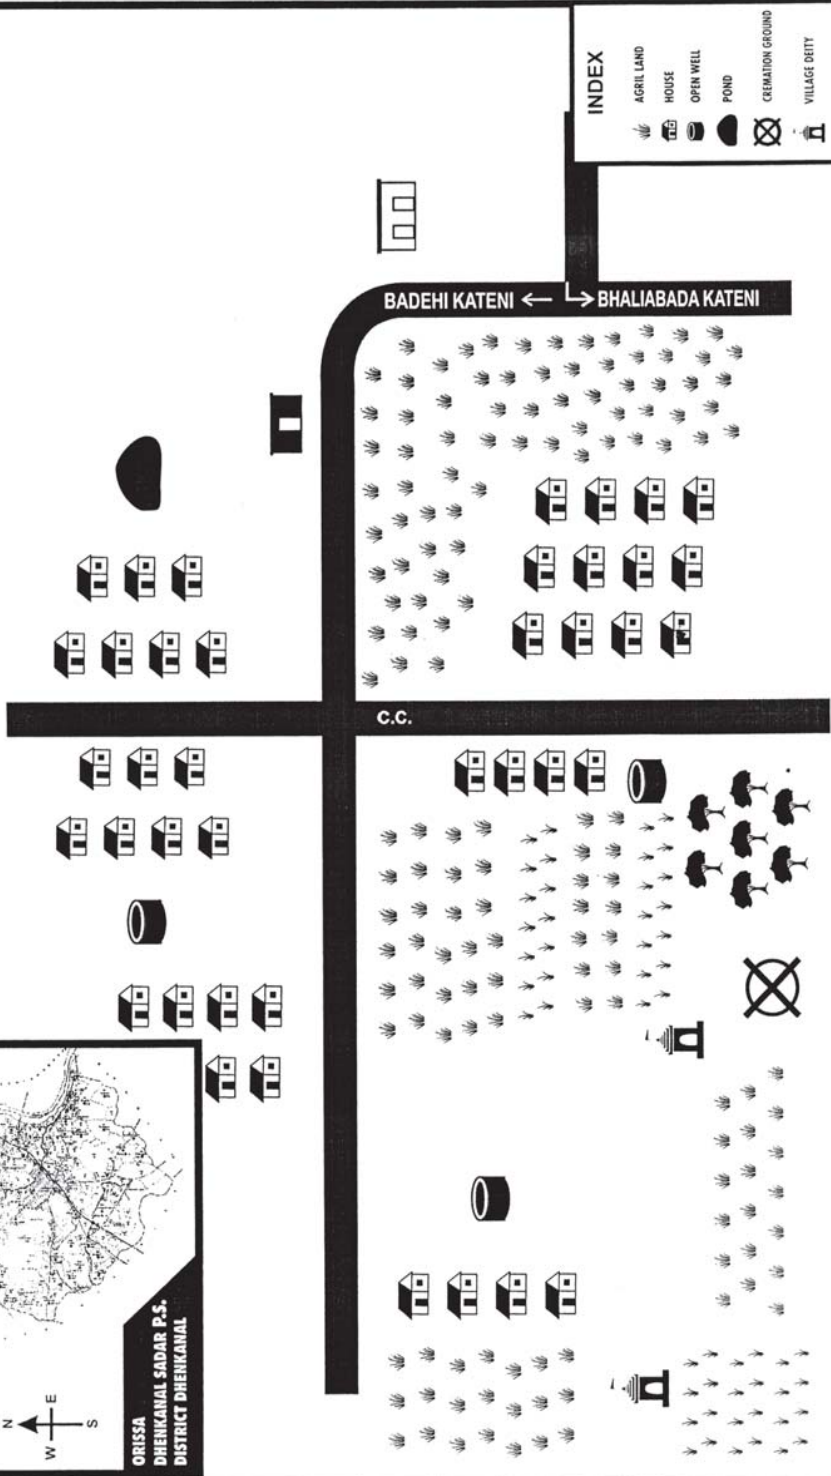 INDEX
AGRIL LAND
HOUSE
OPEN WELL
POND
CREMATION GROUND
VILLAGE DEITY
BADEHI KATENI ← → BHALIABADA KATENI
C.C.
N
W E
S
ORISSA
DHENKANAL SADAR P.S.
DISTRICT DHENKANAL